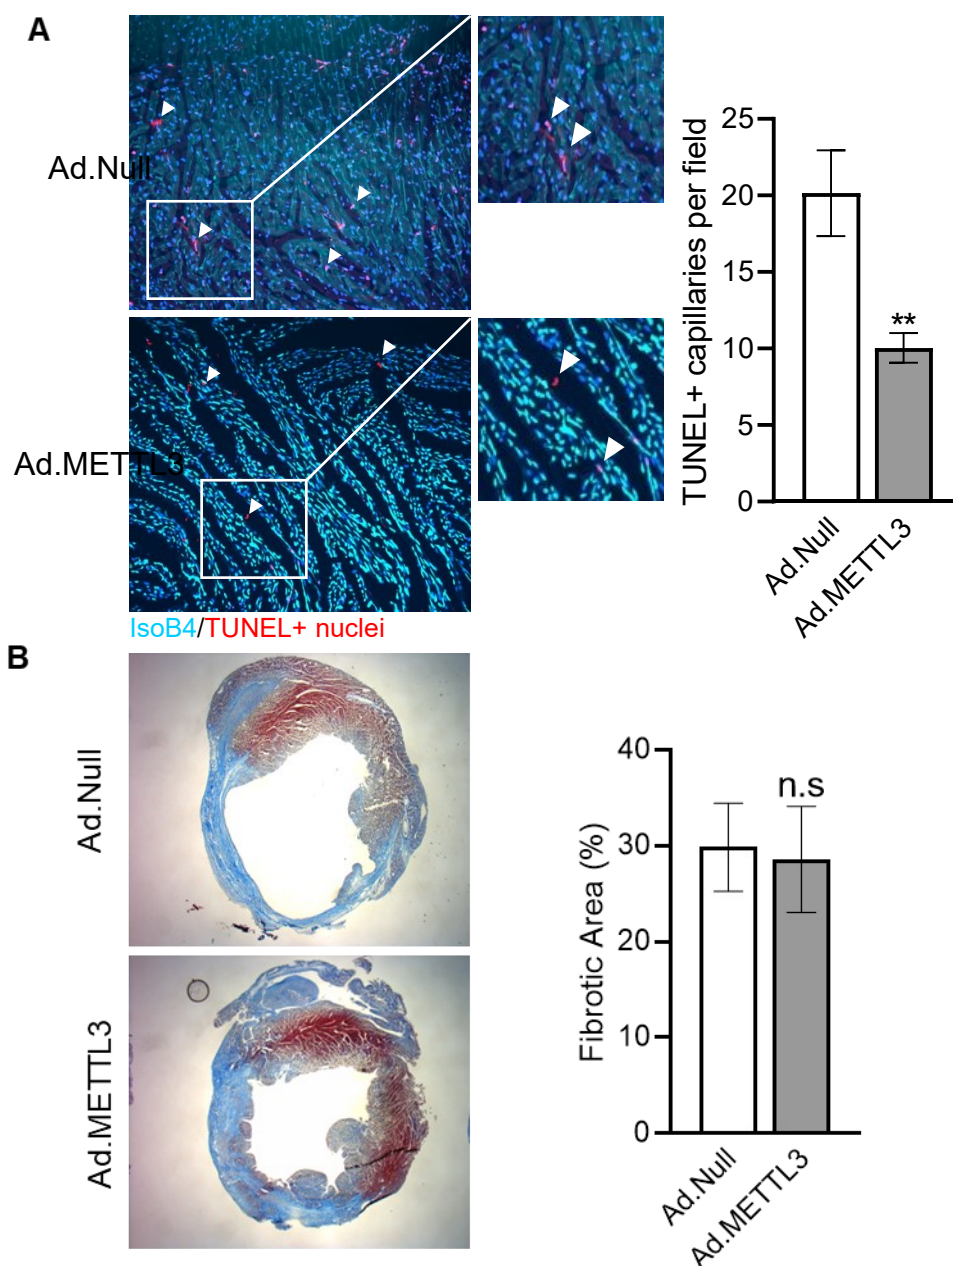 A
Ad.Null
Ad.METTL3
IsoB4/TUNEL+ nuclei
TUNEL+ capillaries per field
25
20
15
10
5
0
**
Ad.Null
Ad.METTL3
B
Ad.Null
Ad.METTL3
Fibrotic Area (%)
40
30
20
10
0
n.s
Ad.Null
Ad.METTL3